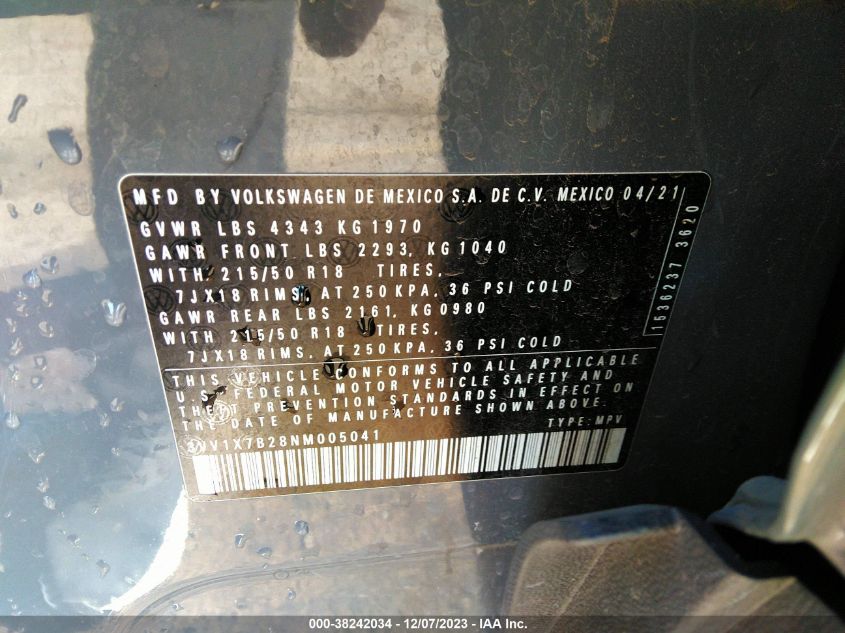 MFD BY VOLKSWAGEN DE MEXICO S.A. DE C.V. MEXICO 04/21
GVWR LBS 4343 KG 1970
GAWR FRONT LBS 2293, KG 1040
WITH 215/50 R18 TIRES,
7JX18 RIMS, AT 250 KPA, 36 PSI COLD
GAWR REAR LBS 2161, KG 0980
WITH 215/50 R18 TIRES,
7JX18 RIMS, AT 250 KPA, 36 PSI COLD
THIS VEHICLE CONFORMS TO ALL APPLICABLE
U.S. FEDERAL MOTOR VEHICLE SAFETY AND
THEFT PREVENTION STANDARDS IN EFFECT ON
THE DATE OF MANUFACTURE SHOWN ABOVE.
3VV1X7B28NM005041 TYPE: MPV
1536237 3620
000-38242034 - 12/07/2023 - IAA Inc.